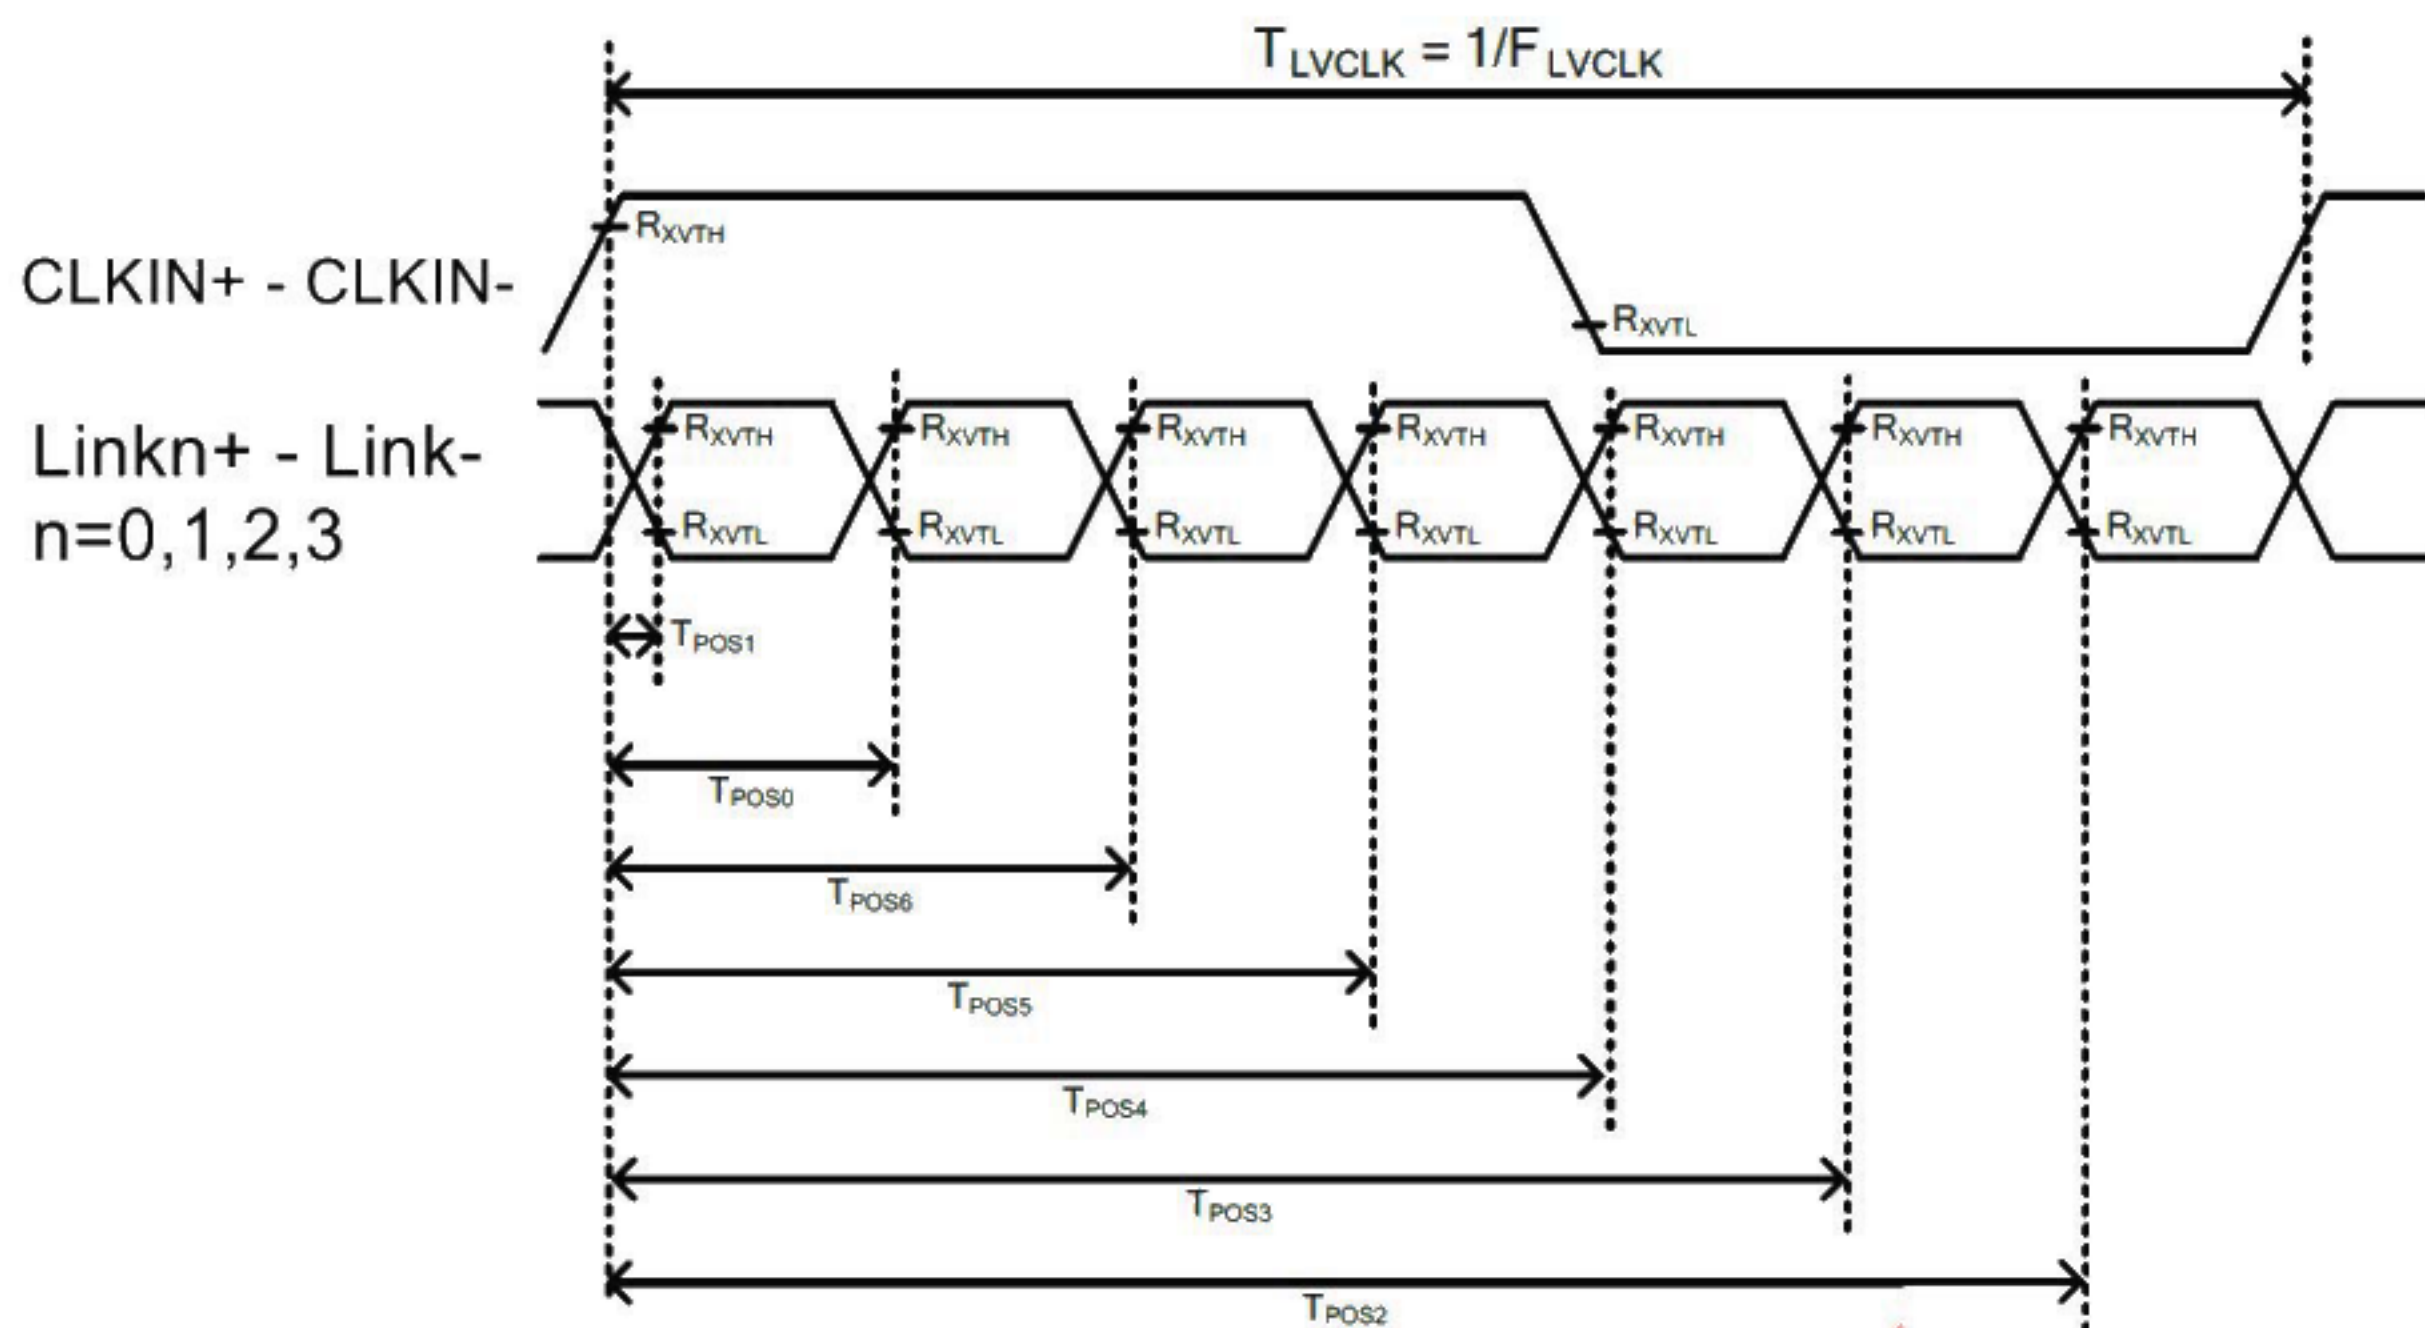 TLVCLK = 1/FLVCLK
RXVTH
CLKIN+ - CLKIN-
RXVTL
Linkn+ - Link-
n=0,1,2,3
RXVTH RXVTH RXVTH RXVTH RXVTH RXVTH RXVTH
RXVTL RXVTL RXVTL RXVTL RXVTL RXVTL RXVTL
TPOS1
TPOS0
TPOS6
TPOS5
TPOS4
TPOS3
TPOS2